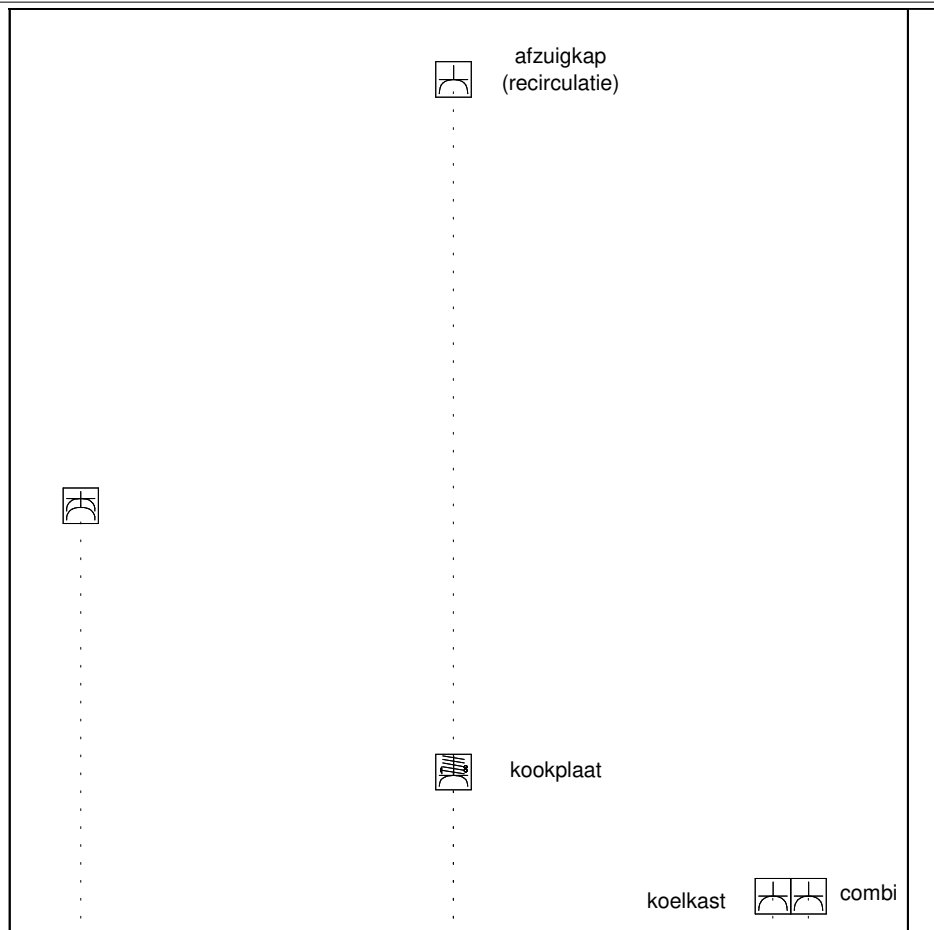 afzuigkap
(recirculatie)
kookplaat
koelkast
combi